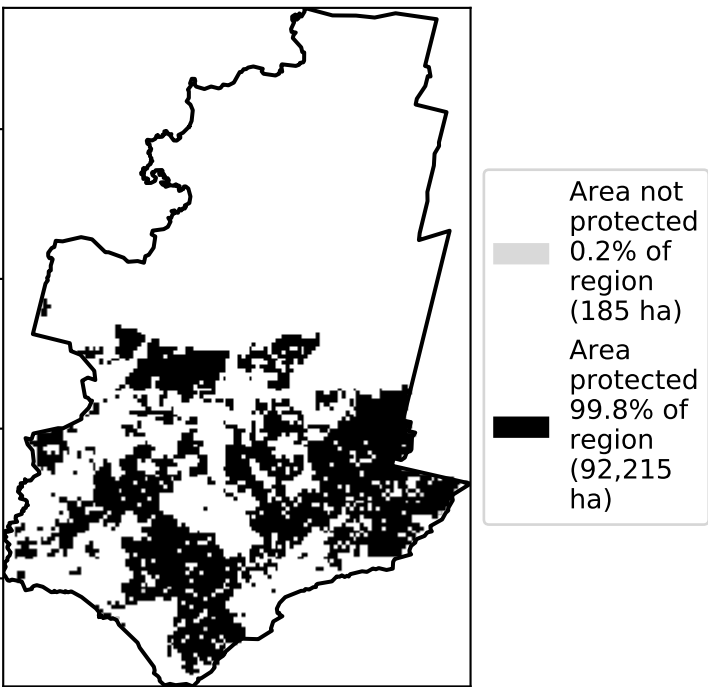 Area not
protected
0.2% of
region
(185 ha)
Area
protected
99.8% of
region
(92,215
ha)